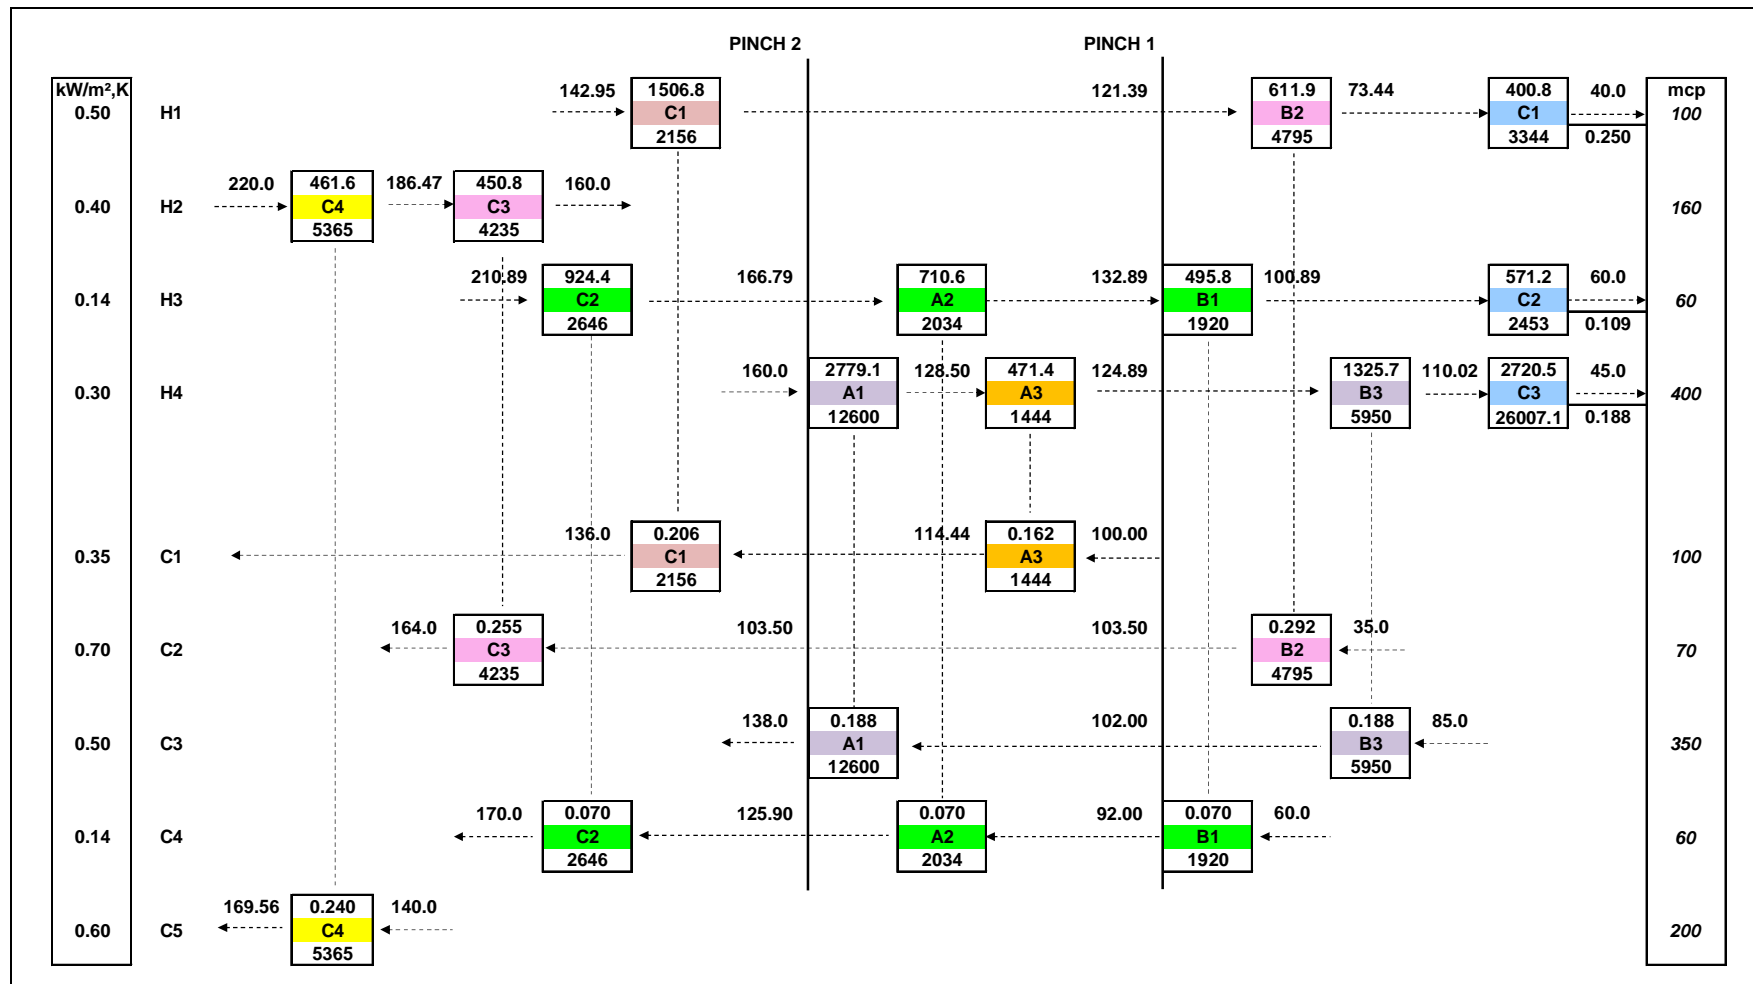 PINCH 2 PINCH 1
kW/m²,K 142.95 1506.8 121.39 611.9 73.44 400.8 40.0 mcp
0.50 H1 C1 B2 C1 100
2156 4795 3344 0.250
220.0 461.6 186.47 450.8 160.0
0.40 H2 C4 C3 160
5365 4235
210.89 924.4 166.79 710.6 132.89 495.8 100.89 571.2 60.0
0.14 H3 C2 A2 B1 C2 60
2646 2034 1920 2453 0.109
160.0 2779.1 128.50 471.4 124.89 1325.7 110.02 2720.5 45.0
0.30 H4 A1 A3 B3 C3 400
12600 1444 5950 26007.1 0.188
136.0 0.206 114.44 0.162 100.00
0.35 C1 C1 A3 100
2156 1444
164.0 0.255 103.50 103.50 0.292 35.0
0.70 C2 C3 B2 70
4235 4795
138.0 0.188 102.00 0.188 85.0
0.50 C3 A1 B3 350
12600 5950
170.0 0.070 125.90 0.070 92.00 0.070 60.0
0.14 C4 C2 A2 B1 60
2646 2034 1920
169.56 0.240 140.0
0.60 C5 C4 200
5365